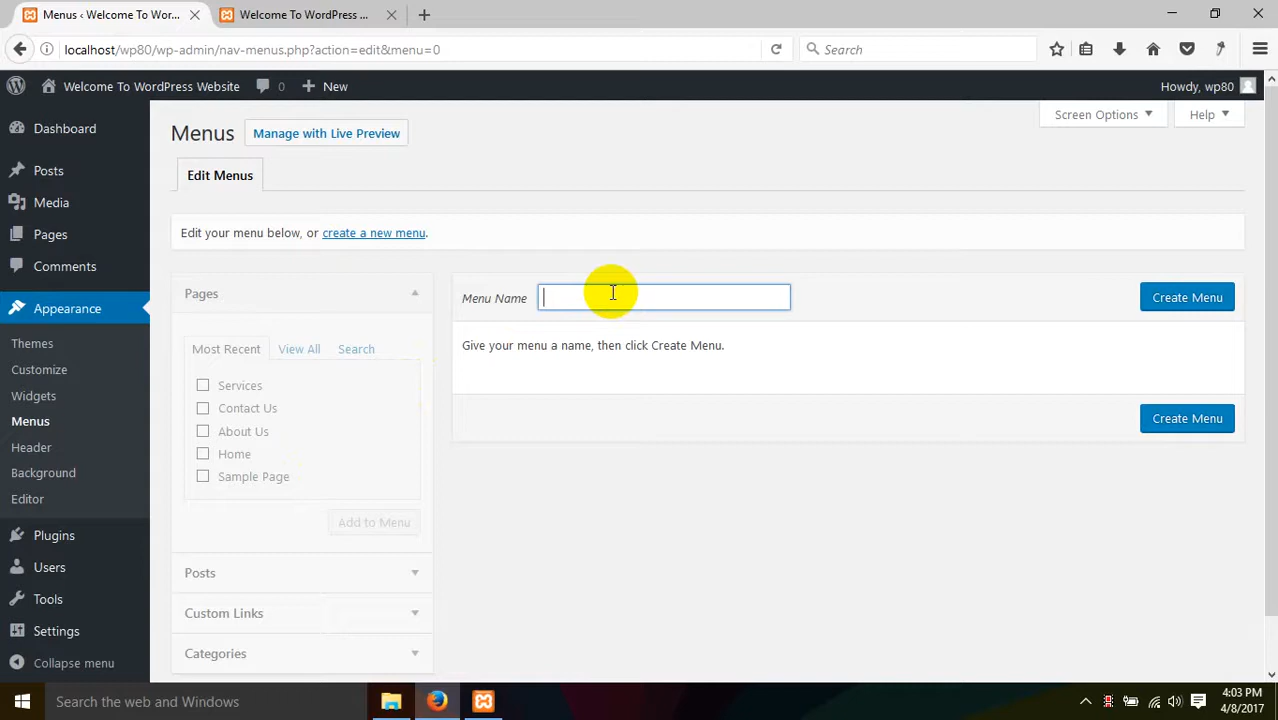 Menus ‹ Welcome To Wor...
Welcome To WordPress ...
localhost/wp80/wp-admin/nav-menus.php?action=edit&menu=0
Search
Welcome To WordPress Website
0
New
Howdy, wp80
Dashboard
Posts
Media
Pages
Comments
Appearance
Themes
Customize
Widgets
Menus
Header
Background
Editor
Plugins
Users
Tools
Settings
Collapse menu
Menus
Manage with Live Preview
Screen Options
Help
Edit Menus
Edit your menu below, or create a new menu.
Pages
Most Recent View All Search
Services
Contact Us
About Us
Home
Sample Page
Add to Menu
Posts
Custom Links
Categories
Menu Name
Create Menu
Give your menu a name, then click Create Menu.
Create Menu
Search the web and Windows
4:03 PM
4/8/2017